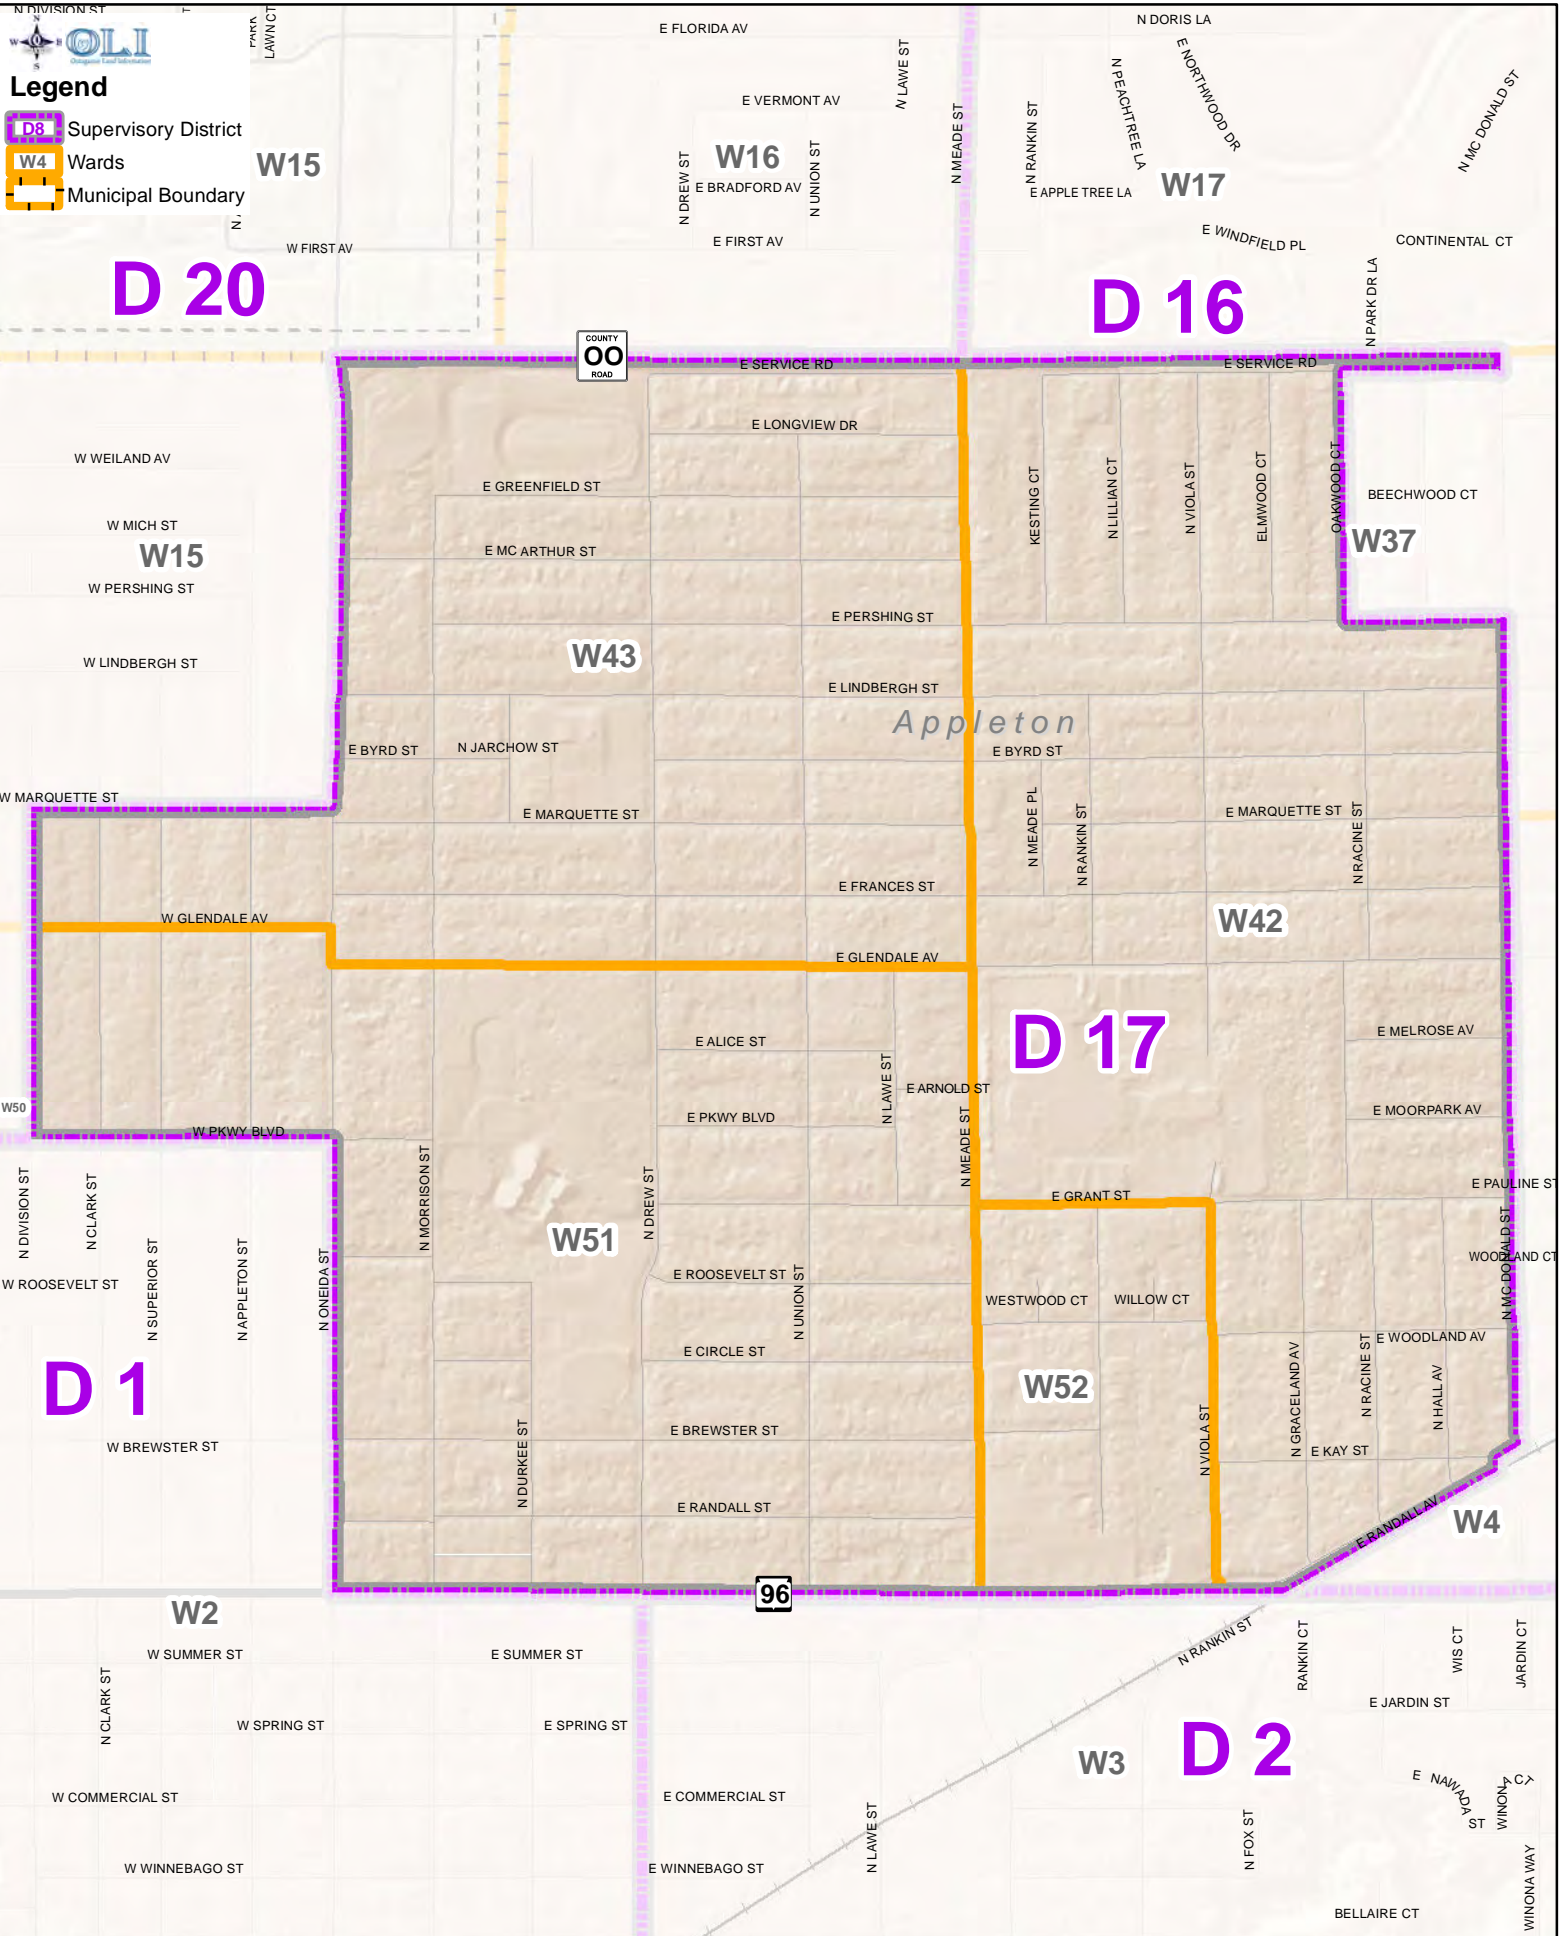 N DIVISION ST
PARK
LAWN CT
N
W
E
S
OLI
Outagamie Land Information
Legend
D8
Supervisory District
W4
Wards
Municipal Boundary
E FLORIDA AV
N LAWE ST
N DORIS LA
E NORTHWOOD DR
N PEACHTREE LA
E VERMONT AV
N MEADE ST
N RANKIN ST
N MC DONALD ST
W15
W16
W17
N DREW ST
E BRADFORD AV
N UNION ST
E APPLE TREE LA
W FIRST AV
E FIRST AV
E WINDFIELD PL
CONTINENTAL CT
D 20
D 16
N PARK DR LA
COUNTY
OO
ROAD
E SERVICE RD
E SERVICE RD
E LONGVIEW DR
W WEILAND AV
E GREENFIELD ST
KESTING CT
N LILLIAN CT
N VIOLA ST
ELMWOOD CT
OAKWOOD CT
BEECHWOOD CT
W MICH ST
W15
E MC ARTHUR ST
W37
W PERSHING ST
E PERSHING ST
W LINDBERGH ST
W43
E LINDBERGH ST
Appleton
E BYRD ST
N JARCHOW ST
E BYRD ST
W MARQUETTE ST
E MARQUETTE ST
N MEADE PL
N RANKIN ST
E MARQUETTE ST
N RACINE ST
E FRANCES ST
W GLENDALE AV
W42
E GLENDALE AV
D 17
E ALICE ST
E MELROSE AV
N LAWE ST
E ARNOLD ST
W50
E PKWY BLVD
E MOORPARK AV
W PKWY BLVD
N MEADE ST
N DIVISION ST
N CLARK ST
N MORRISON ST
N DREW ST
E GRANT ST
E PAULINE ST
N SUPERIOR ST
N APPLETON ST
N ONEIDA ST
W51
N MC DONALD ST
WOODLAND CT
W ROOSEVELT ST
E ROOSEVELT ST
N UNION ST
WESTWOOD CT
WILLOW CT
E CIRCLE ST
E WOODLAND AV
D 1
W52
N GRACELAND AV
N RACINE ST
N HALL AV
W BREWSTER ST
N DURKEE ST
E BREWSTER ST
N VIOLA ST
E KAY ST
E RANDALL ST
E RANDALL AV
W4
96
W2
W SUMMER ST
E SUMMER ST
N RANKIN ST
RANKIN CT
WIS CT
JARDIN CT
N CLARK ST
E JARDIN ST
W SPRING ST
E SPRING ST
W3
D 2
W COMMERCIAL ST
E COMMERCIAL ST
E NAWADA ST
WINONA CT
N LAWE ST
N FOX ST
W WINNEBAGO ST
E WINNEBAGO ST
WINONA WAY
BELLAIRE CT